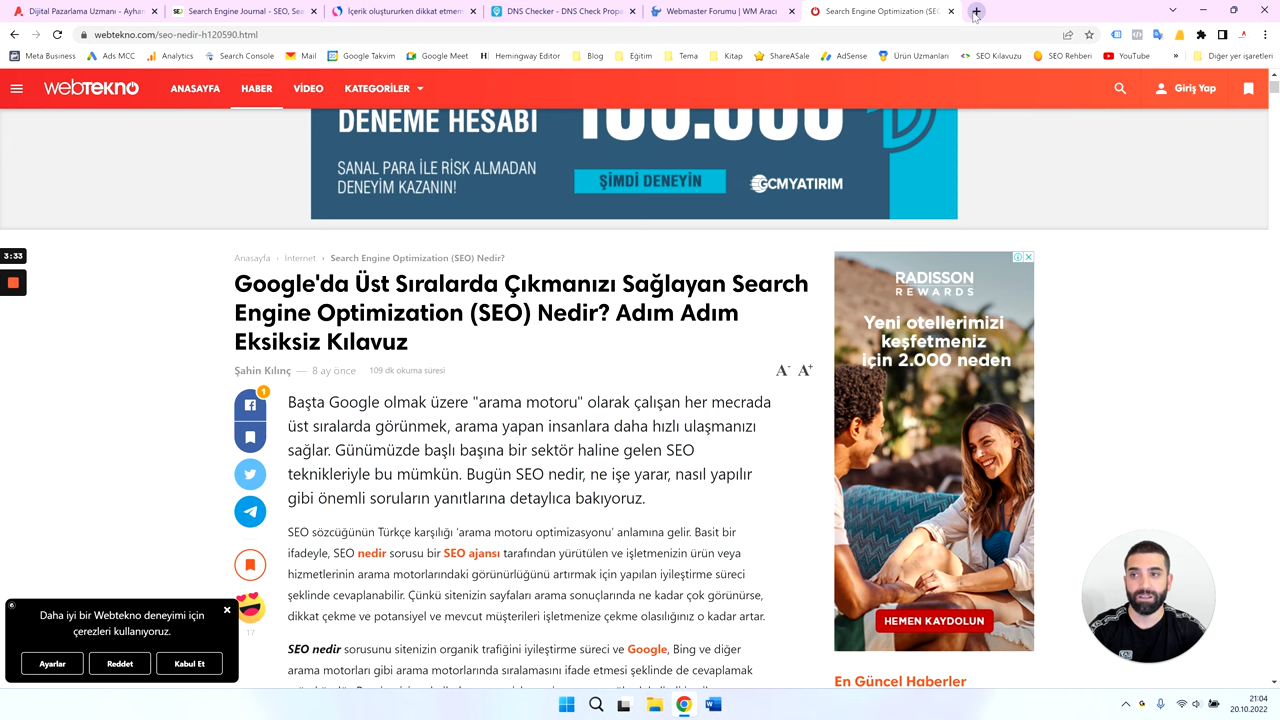 Dijital Pazarlama Uzmanı - Ayhan
Search Engine Journal - SEO, Sea
İçerik oluştururken dikkat etmem
DNS Checker - DNS Check Propa
Webmaster Forumu | WM Aracı
Search Engine Optimization (SEO
webtekno.com/seo-nedir-h120590.html
Meta Business
Ads MCC
Analytics
Search Console
Mail
Google Takvim
Google Meet
Hemingway Editor
Blog
Eğitim
Tema
Kitap
ShareASale
AdSense
Ürün Uzmanları
SEO Kılavuzu
SEO Rehberi
YouTube
»
Diğer yer işaretleri
webtekno
ANASAYFA
HABER
VİDEO
KATEGORİLER
Giriş Yap
DENEME HESABI
100.000
SANAL PARA İLE RİSK ALMADAN
DENEYİM KAZANIN!
ŞİMDİ DENEYİN
GCMYATIRIM
3:33
Anasayfa › İnternet › Search Engine Optimization (SEO) Nedir?
Google'da Üst Sıralarda Çıkmanızı Sağlayan Search
Engine Optimization (SEO) Nedir? Adım Adım
Eksiksiz Kılavuz
Şahin Kılınç — 8 ay önce 109 dk okuma süresi
A- A+
1
Başta Google olmak üzere "arama motoru" olarak çalışan her mecrada
üst sıralarda görünmek, arama yapan insanlara daha hızlı ulaşmanızı
sağlar. Günümüzde başlı başına bir sektör haline gelen SEO
teknikleriyle bu mümkün. Bugün SEO nedir, ne işe yarar, nasıl yapılır
gibi önemli soruların yanıtlarına detaylıca bakıyoruz.
SEO sözcüğünün Türkçe karşılığı 'arama motoru optimizasyonu' anlamına gelir. Basit bir
ifadeyle, SEO nedir sorusu bir SEO ajansı tarafından yürütülen ve işletmenizin ürün veya
hizmetlerinin arama motorlarındaki görünürlüğünü artırmak için yapılan iyileştirme süreci
şeklinde cevaplanabilir. Çünkü sitenizin sayfaları arama sonuçlarında ne kadar çok görünürse,
dikkat çekme ve potansiyel ve mevcut müşterileri işletmenize çekme olasılığınız o kadar artar.
SEO nedir sorusunu sitenizin organik trafiğini iyileştirme süreci ve Google, Bing ve diğer
arama motorları gibi arama motorlarında sıralamasını ifade etmesi şeklinde de cevaplamak
17
Daha iyi bir Webtekno deneyimi için
çerezleri kullanıyoruz.
Ayarlar
Reddet
Kabul Et
RADISSON
REWARDS
Yeni otellerimizi
keşfetmeniz
için 2.000 neden
HEMEN KAYDOLUN
En Güncel Haberler
21:04
20.10.2022